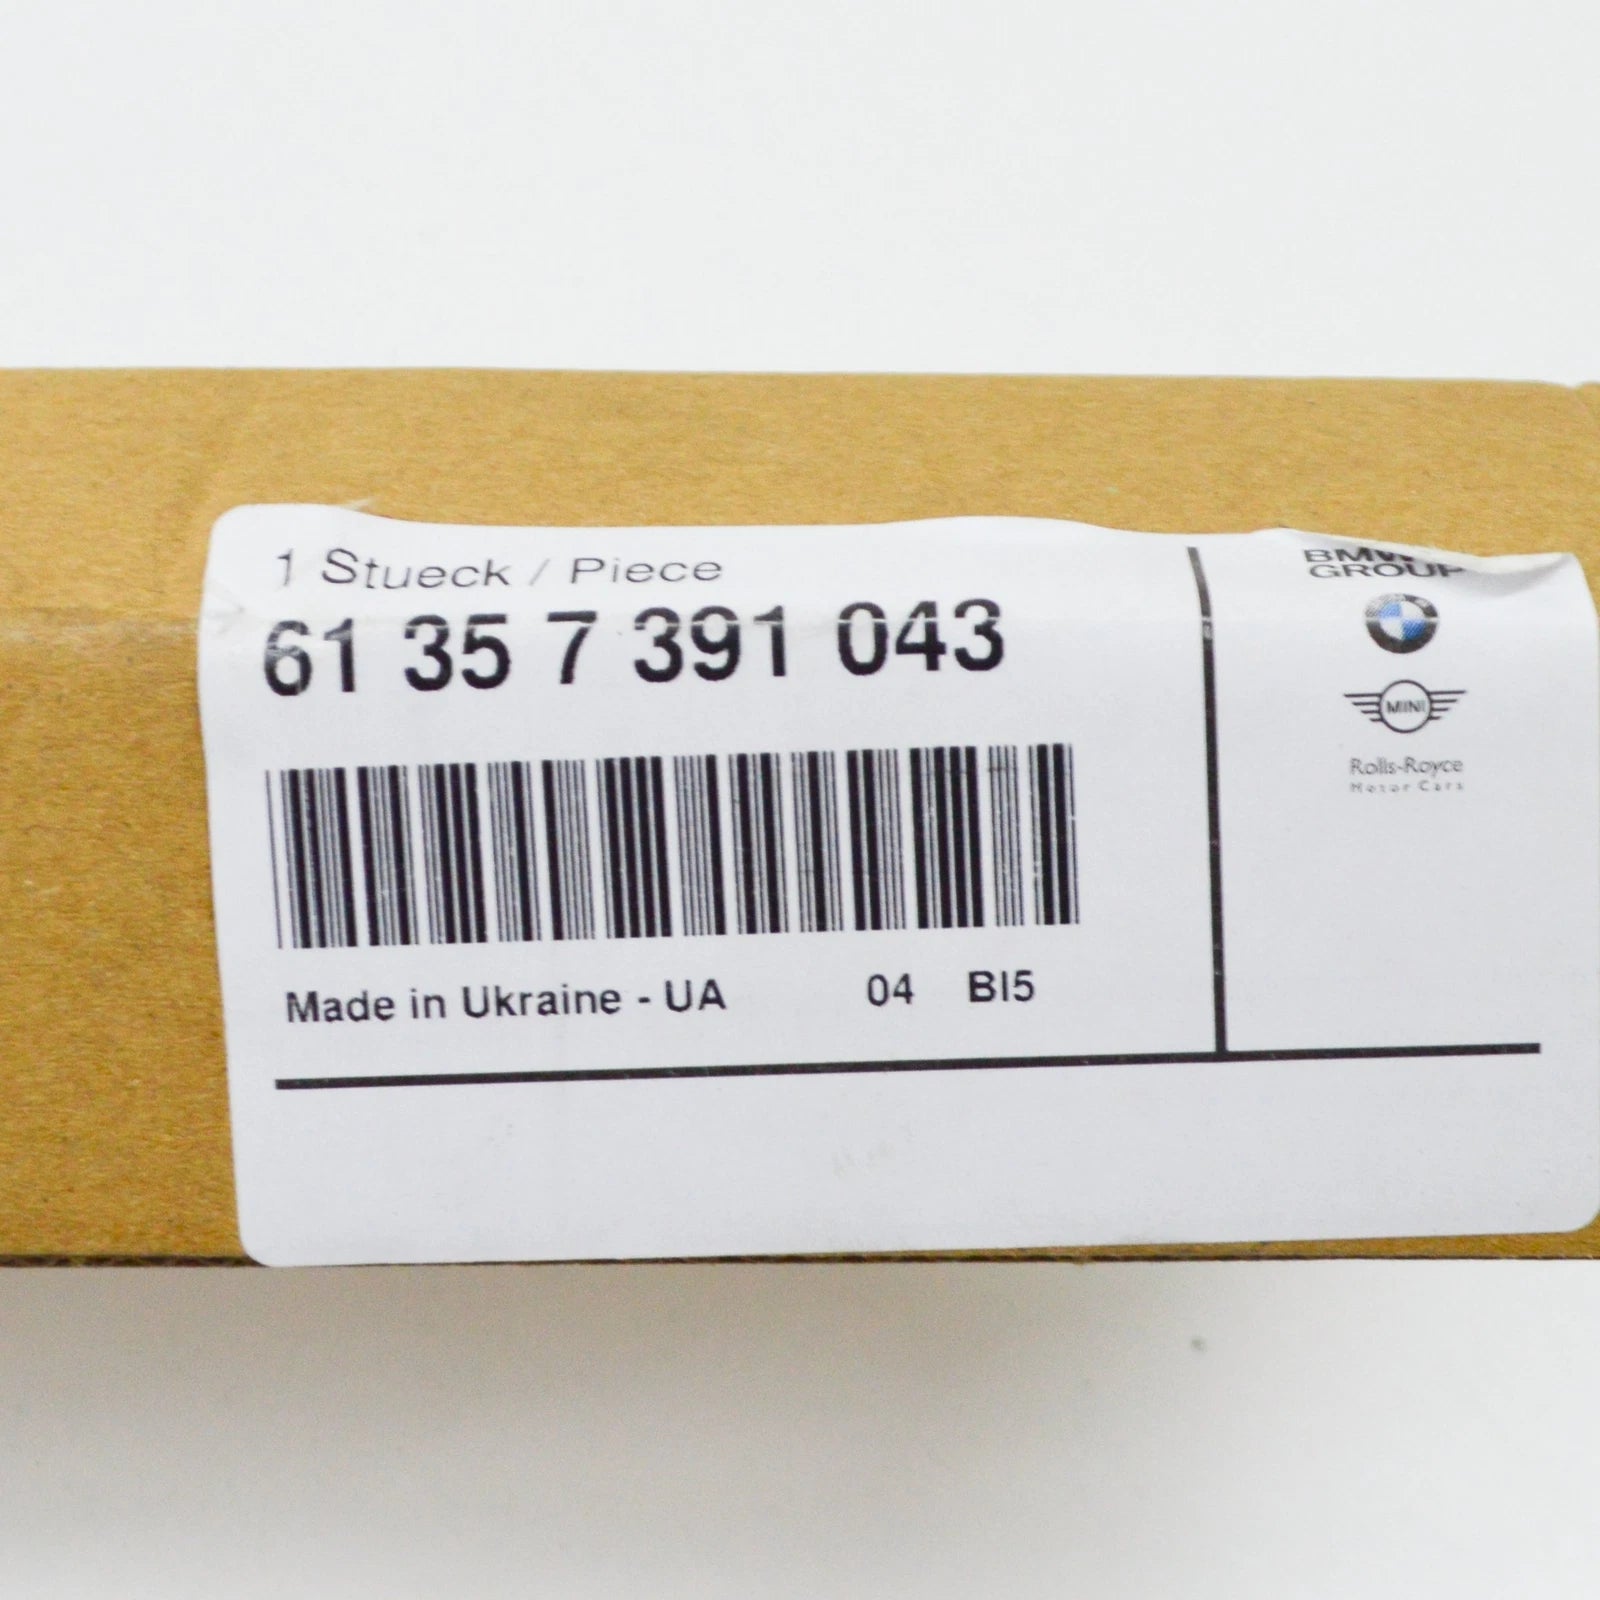 1 Stueck / Piece
61 35 7 391 043
Made in Ukraine - UA 04 BI5
BMW
GROUP
MINI
Rolls-Royce
Motor Cars